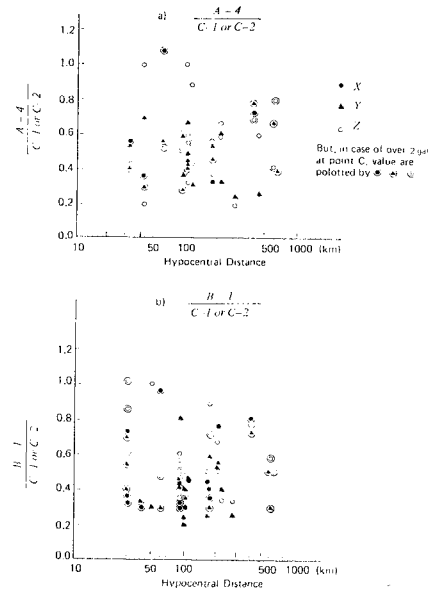 a) A – 4
C-1 or C-2
1.2
1.0
0.8
0.6
0.4
0.2
0.0
A – 4
C-1 or C-2
10 50 100 500 1000 (km)
Hypocentral Distance
● X
▲ Y
○ Z
But, in case of over 2 gal
at point C, value are
polotted by
b) B 1
C-1 or C-2
1.2
1.0
0.8
0.6
0.4
0.2
0.0
B 1
C-1 or C-2
10 50 100 500 1000 (km)
Hypocentral Distance